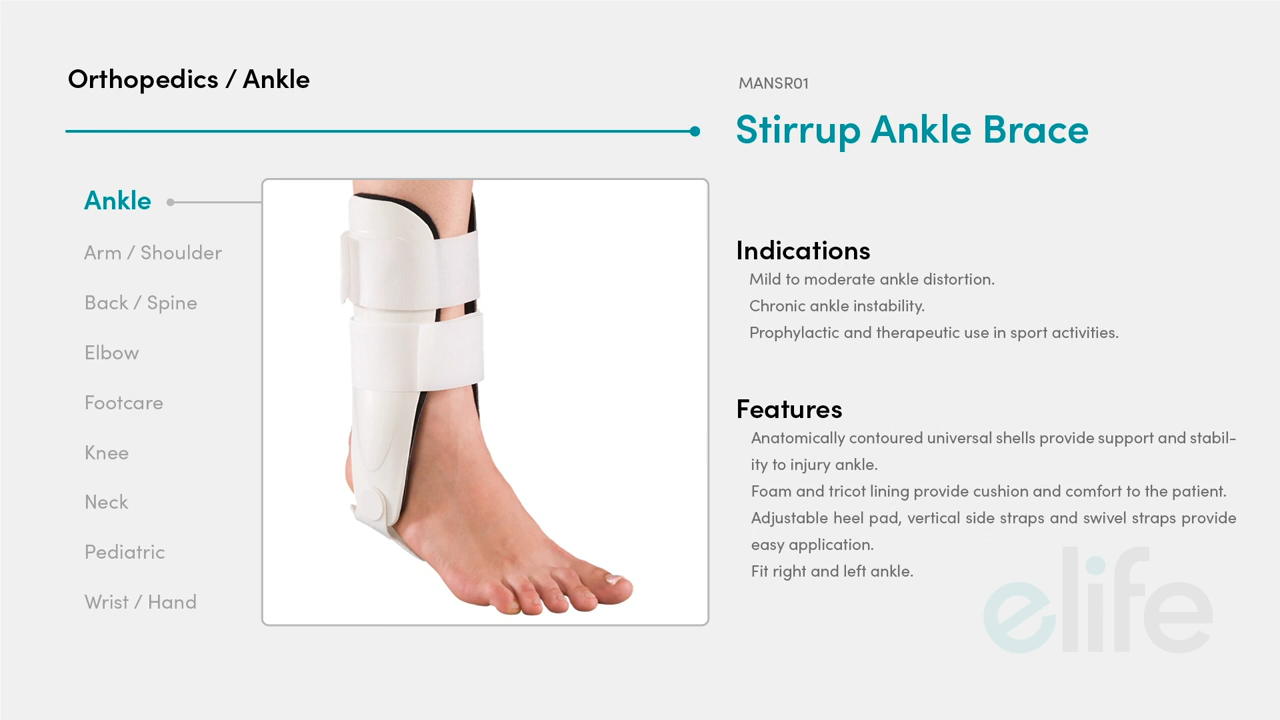 Orthopedics / Ankle
MANSR01
Stirrup Ankle Brace
Ankle
Arm / Shoulder
Back / Spine
Elbow
Footcare
Knee
Neck
Pediatric
Wrist / Hand
Indications
Mild to moderate ankle distortion.
Chronic ankle instability.
Prophylactic and therapeutic use in sport activities.
Features
Anatomically contoured universal shells provide support and stabil-
ity to injury ankle.
Foam and tricot lining provide cushion and comfort to the patient.
Adjustable heel pad, vertical side straps and swivel straps provide
easy application.
Fit right and left ankle.
elife